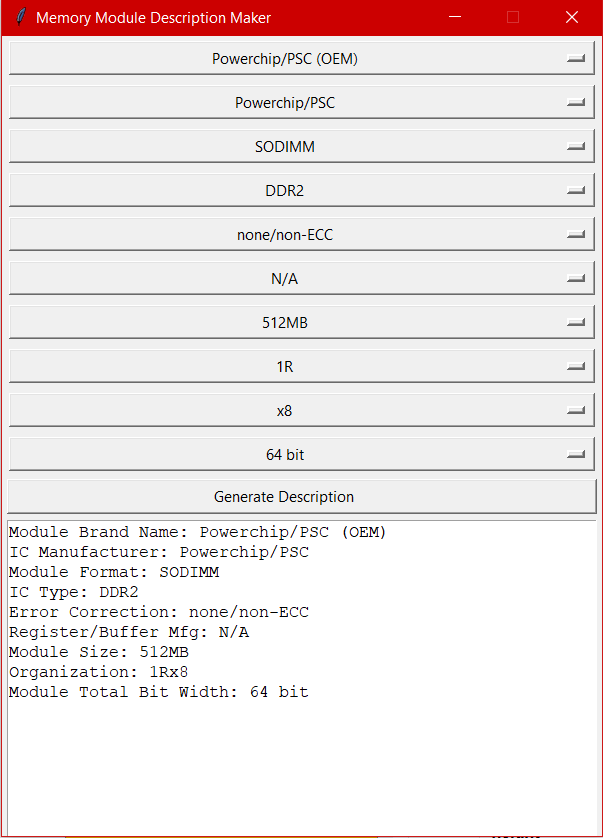 Memory Module Description Maker
Powerchip/PSC (OEM)
Powerchip/PSC
SODIMM
DDR2
none/non-ECC
N/A
512MB
1R
x8
64 bit
Generate Description
Module Brand Name: Powerchip/PSC (OEM)
IC Manufacturer: Powerchip/PSC
Module Format: SODIMM
IC Type: DDR2
Error Correction: none/non-ECC
Register/Buffer Mfg: N/A
Module Size: 512MB
Organization: 1Rx8
Module Total Bit Width: 64 bit